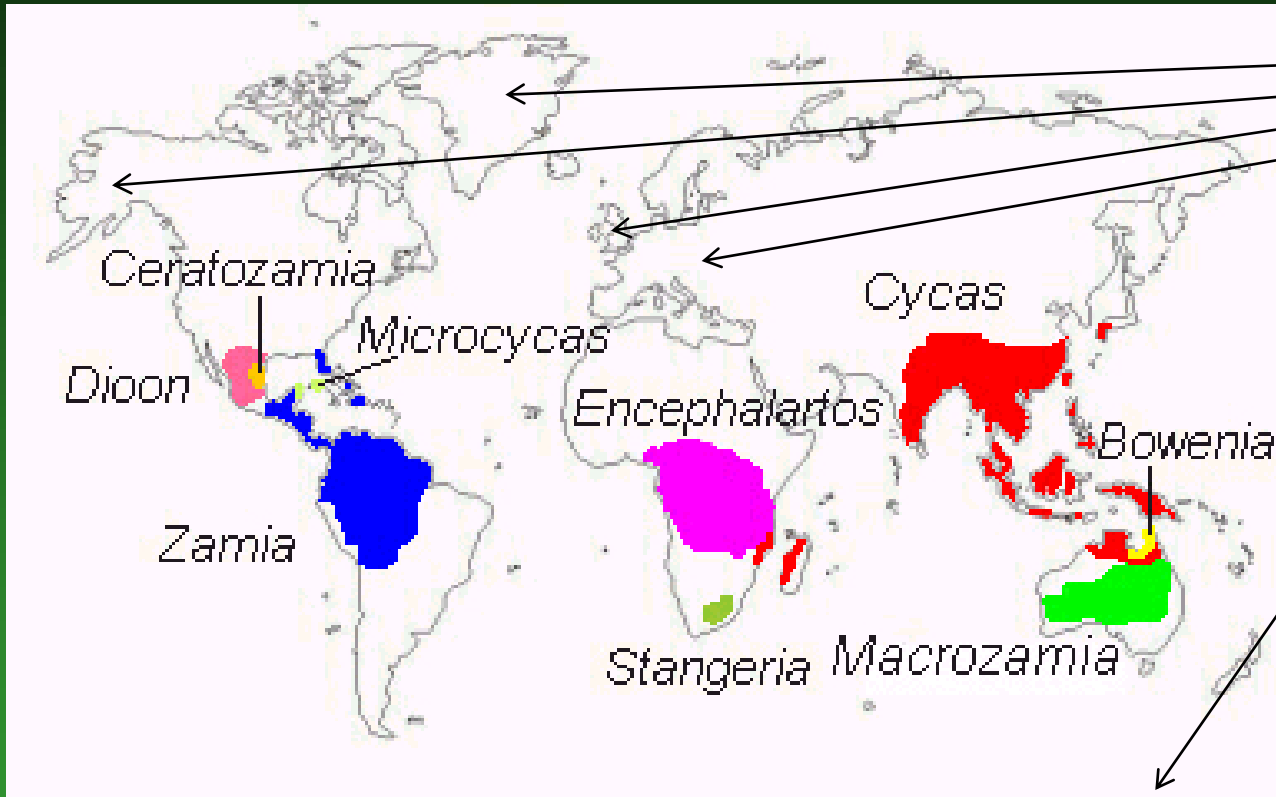 Ceratozamia
Cycas
Microcycas
Dioon
Encephalartos
Bowenia
Zamia
Stangeria
Macrozamia